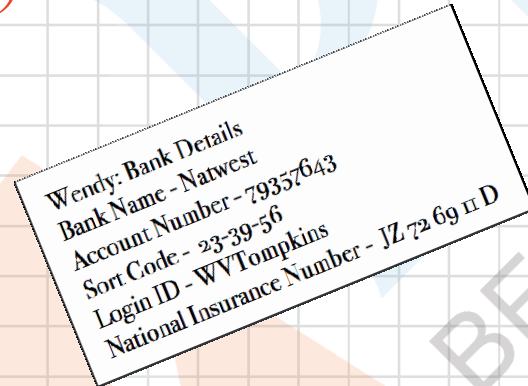 Wendy: Bank Details
Bank Name - Natwest
Account Number - 79357643
Sort Code - 23-39-56
Login ID - WVTompkins
National Insurance Number - JZ 72 69 11 D
BE